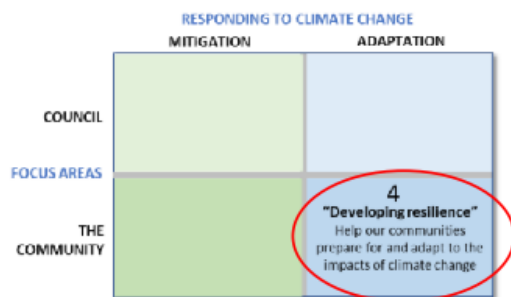 RESPONDING TO CLIMATE CHANGE
MITIGATION ADAPTATION
COUNCIL
FOCUS AREAS
THE
COMMUNITY
4
"Developing resilience"
Help our communities
prepare for and adapt to the
impacts of climate change